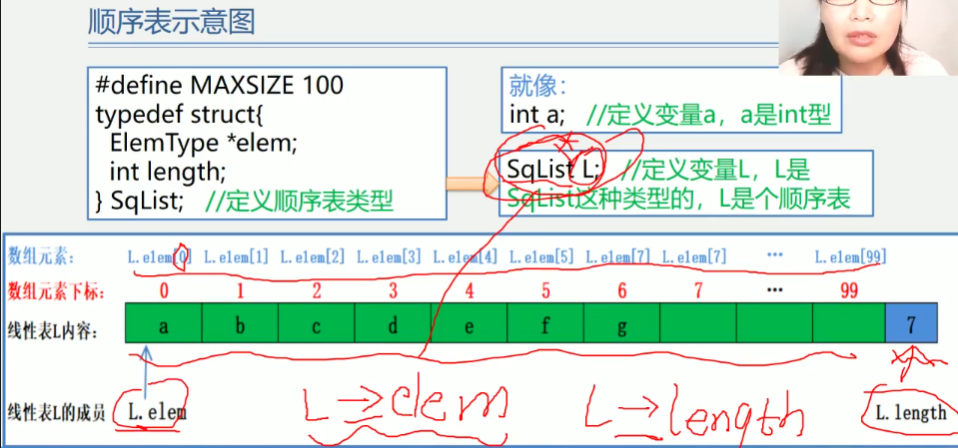 顺序表示意图
#define MAXSIZE 100
typedef struct{
ElemType *elem;
int length;
} SqList; //定义顺序表类型
就像:
int a; //定义变量a，a是int型
SqList L; //定义变量L，L是
SqList这种类型的，L是个顺序表
数组元素: L.elem[0] L.elem[1] L.elem[2] L.elem[3] L.elem[4] L.elem[5] L.elem[7] L.elem[7] … L.elem[99]
数组元素下标: 0 1 2 3 4 5 6 7 … 99
线性表L内容: a b c d e f g 7
线性表L的成员 L.elem L→elem L→length L.length